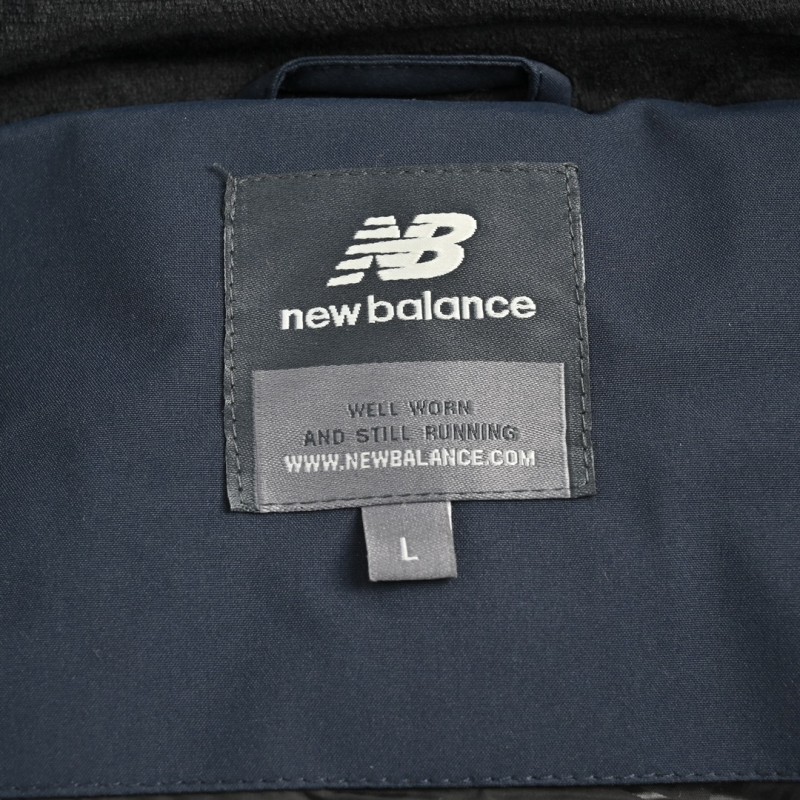 NB
new balance
WELL WORN
AND STILL RUNNING
WWW.NEWBALANCE.COM
L